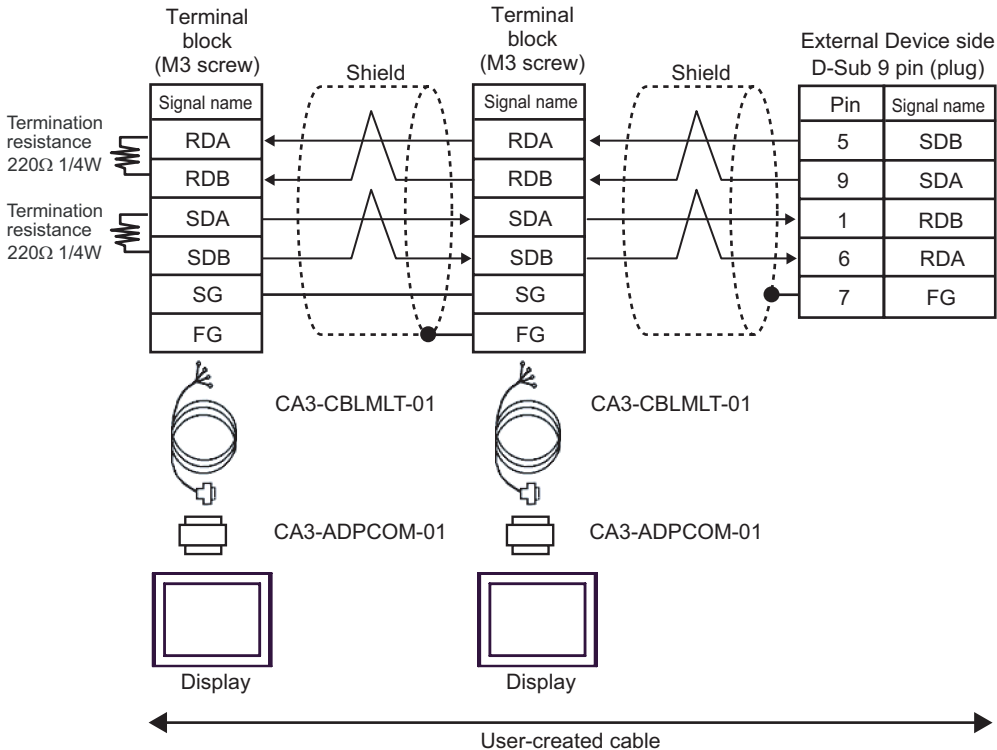 Terminal
block
(M3 screw)
Terminal
block
(M3 screw)
External Device side
D-Sub 9 pin (plug)
Shield
Shield
Termination
resistance
220Ω 1/4W
Termination
resistance
220Ω 1/4W
Signal name
RDA
RDB
SDA
SDB
SG
FG
Signal name
RDA
RDB
SDA
SDB
SG
FG
Pin Signal name
5 SDB
9 SDA
1 RDB
6 RDA
7 FG
CA3-CBLMLT-01
CA3-CBLMLT-01
CA3-ADPCOM-01
CA3-ADPCOM-01
Display
Display
User-created cable